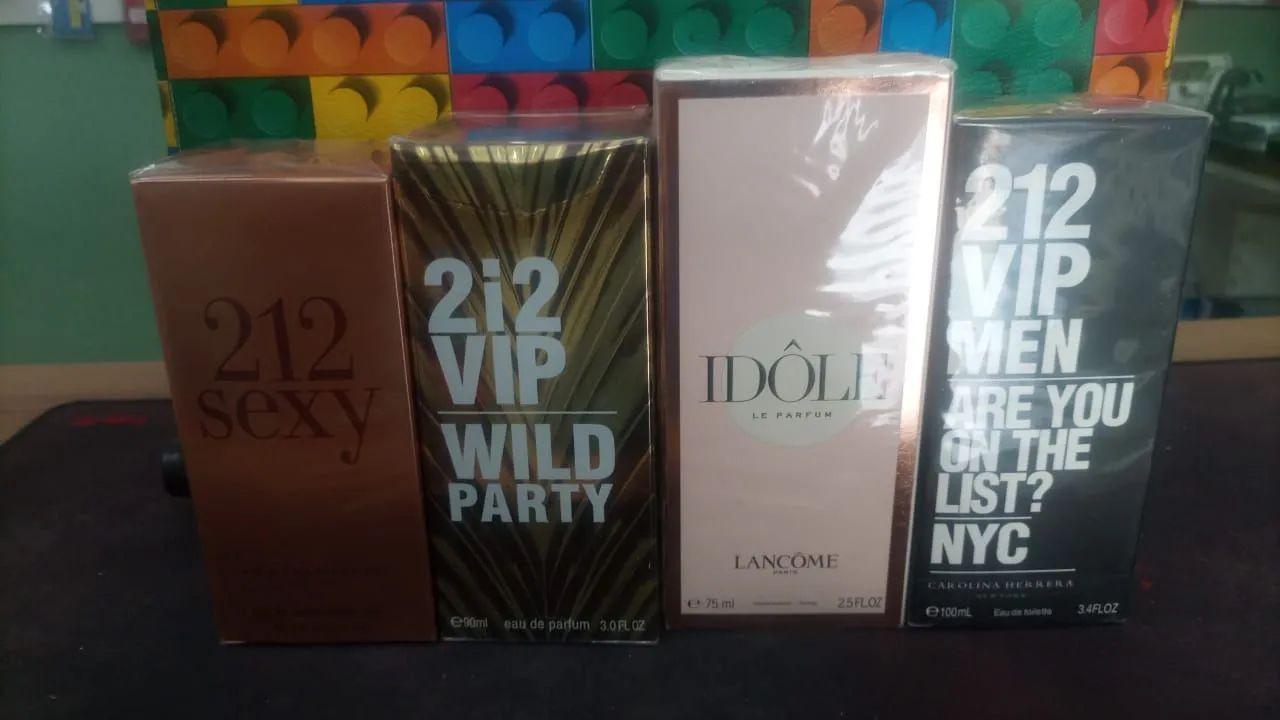 212
sexy
2i2
VIP
WILD
PARTY
℮90ml eau de parfum 3.0 FL OZ
IDÔLE
LE PARFUM
LANCÔME
PARIS
℮ 75 ml 2.5 FL.OZ
212
VIP
MEN
ARE YOU
ON THE
LIST?
NYC
CAROLINA HERRERA
NEW YORK
℮100mL Eau de toilette 3.4FLOZ